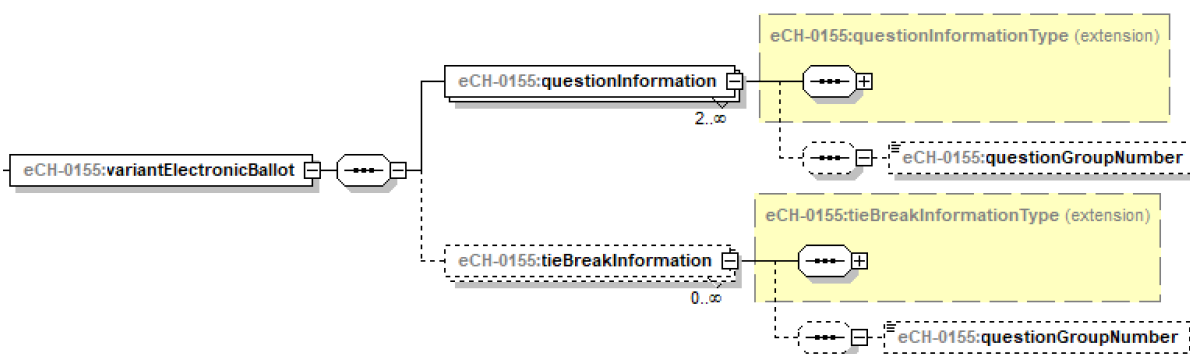 eCH-0155:questionInformationType (extension)
eCH-0155:questionInformation
2..∞
eCH-0155:variantElectronicBallot
eCH-0155:questionGroupNumber
eCH-0155:tieBreakInformationType (extension)
eCH-0155:tieBreakInformation
0..∞
eCH-0155:questionGroupNumber